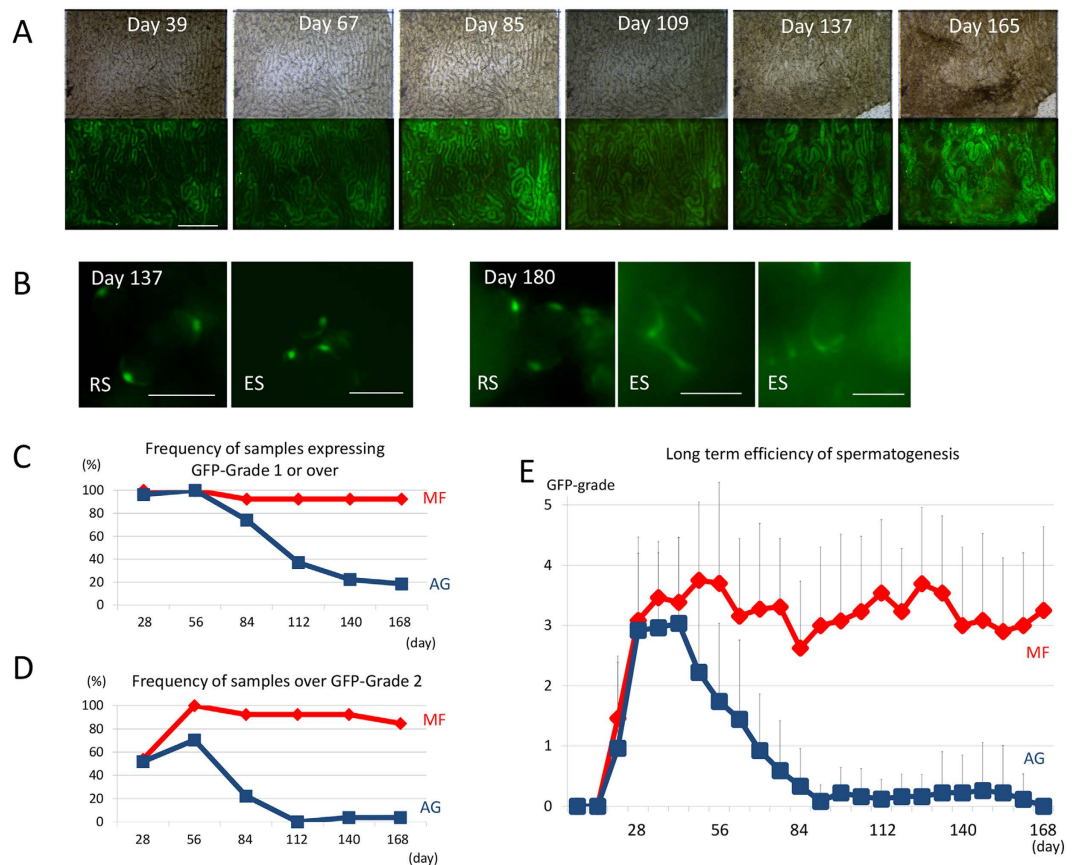 A
Day 39
Day 67
Day 85
Day 109
Day 137
Day 165
B
Day 137
RS
ES
Day 180
RS
ES
ES
C
Frequency of samples expressing
GFP-Grade 1 or over
(%)
100
80
60
40
20
0
MF
AG
28
56
84
112
140
168
(day)
D
Frequency of samples over GFP-Grade 2
(%)
100
80
60
40
20
0
MF
AG
28
56
84
112
140
168
(day)
E
Long term efficiency of spermatogenesis
GFP-grade
5
4
3
2
1
0
MF
AG
28
56
84
112
140
168
(day)